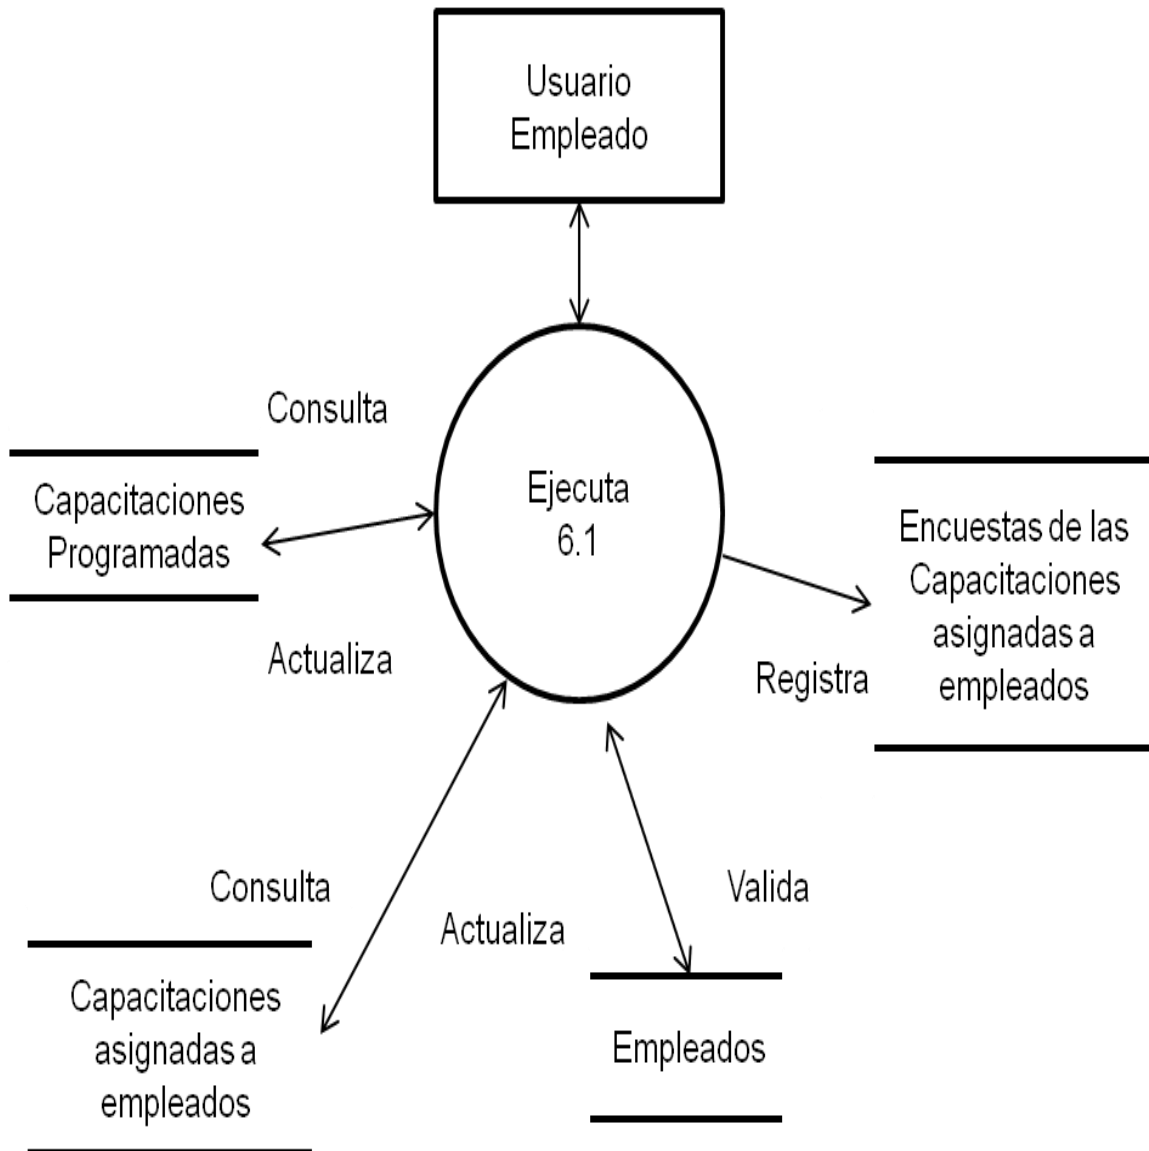 Usuario
Empleado
Consulta
Capacitaciones
Programadas
Ejecuta
6.1
Encuestas de las
Capacitaciones
asignadas a
empleados
Actualiza
Registra
Consulta
Actualiza
Valida
Capacitaciones
asignadas a
empleados
Empleados